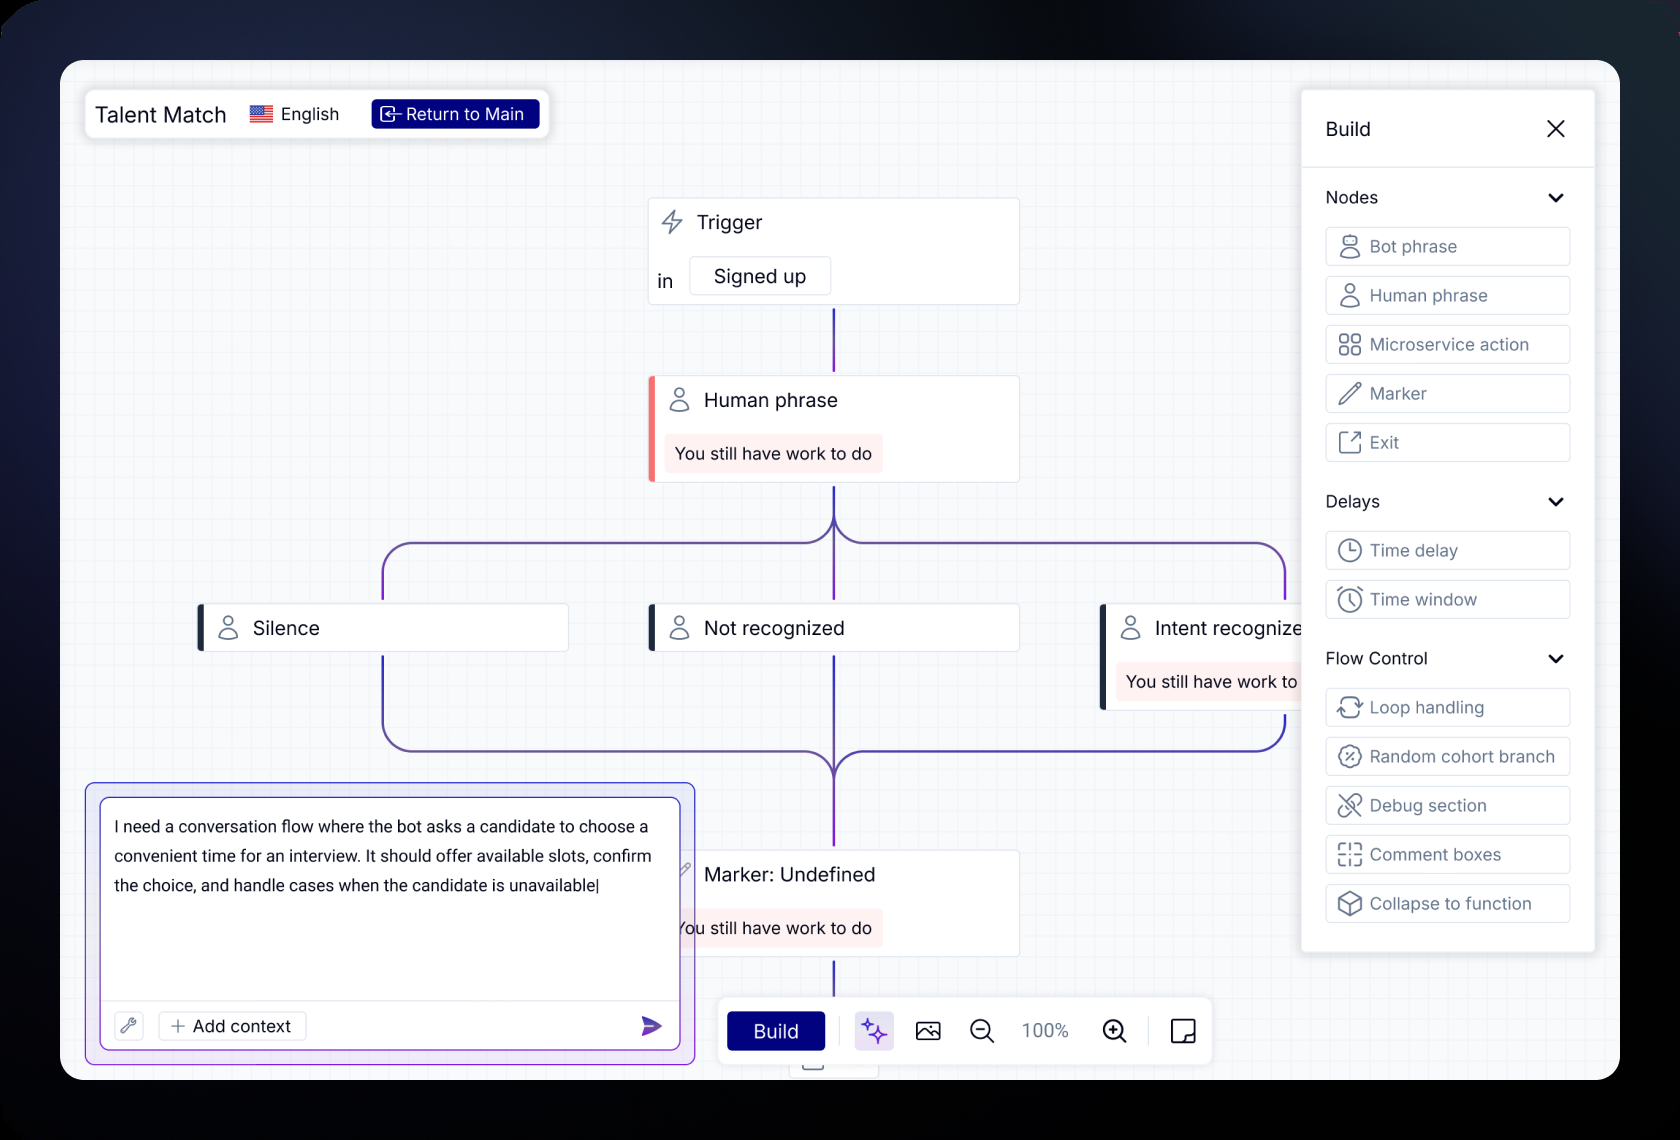 Talent Match
English
Return to Main
Trigger
in
Signed up
Human phrase
You still have work to do
Silence
Not recognized
Intent recognize
You still have work to
Marker: Undefined
You still have work to do
I need a conversation flow where the bot asks a candidate to choose a
convenient time for an interview. It should offer available slots, confirm
the choice, and handle cases when the candidate is unavailable
Add context
Build
100%
Build
Nodes
Bot phrase
Human phrase
Microservice action
Marker
Exit
Delays
Time delay
Time window
Flow Control
Loop handling
Random cohort branch
Debug section
Comment boxes
Collapse to function